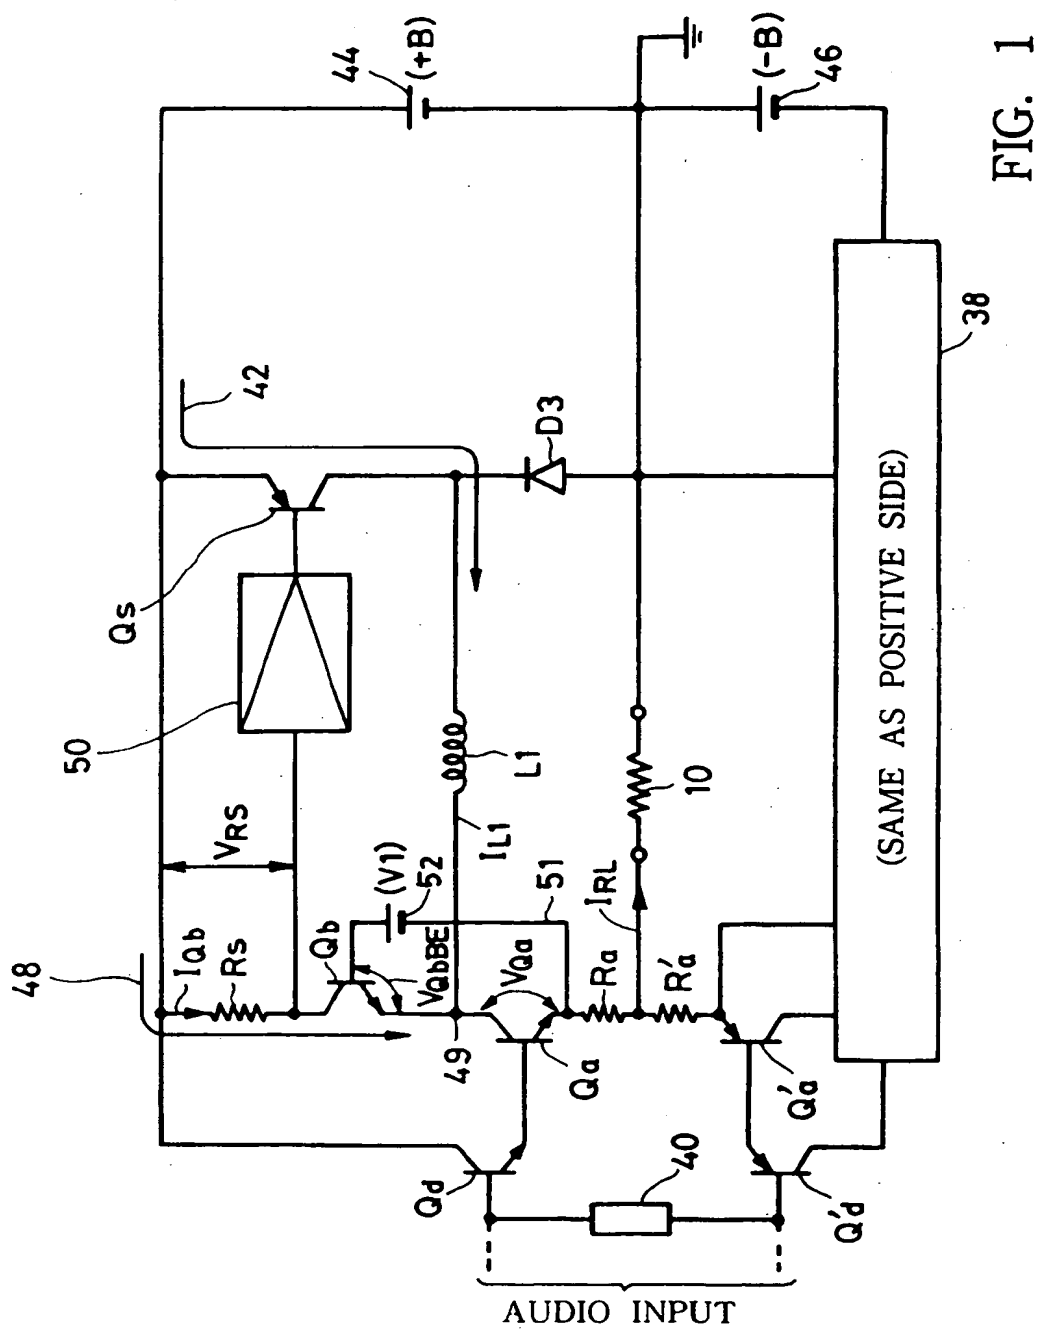 44
(+B)
(-B)
46
FIG. 1
42
D3
38
Qs
50
L1
10
(SAME AS POSITIVE SIDE)
VRS
IL1
48
IQb
Rs
Qb
(V1)
52
VQbBE
51
VQa
IRL
Ra
R'a
49
Qa
Q'a
Qd
40
Q'd
AUDIO INPUT